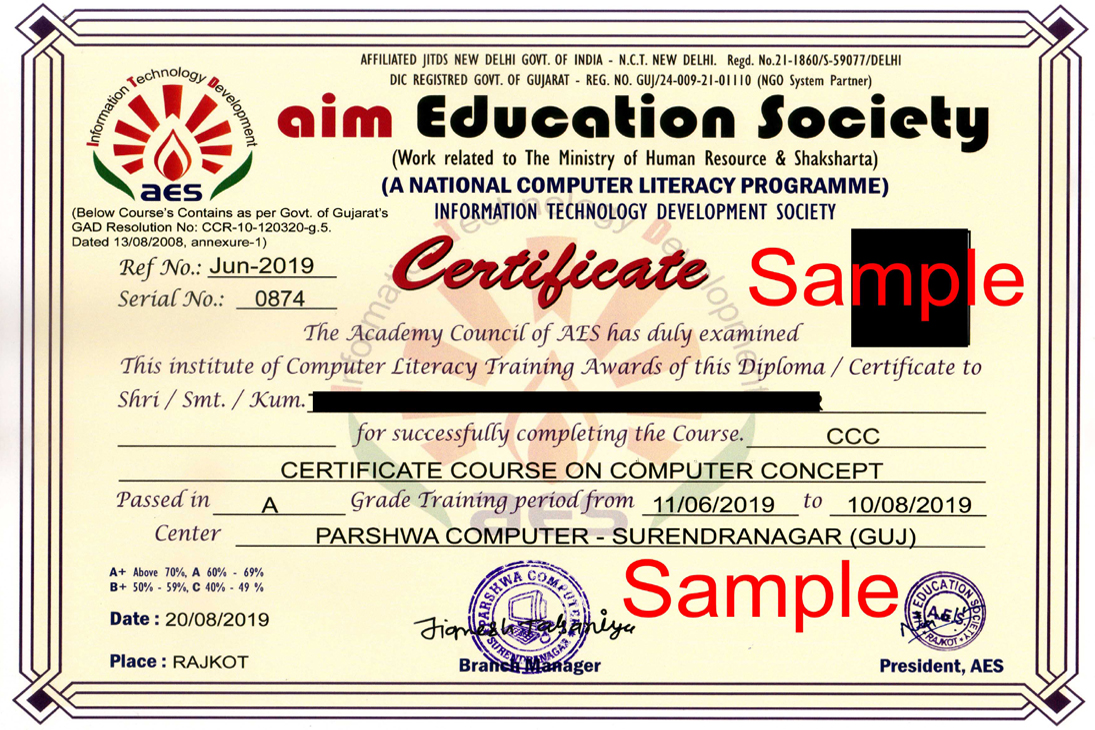 AFFILIATED JITDS NEW DELHI GOVT. OF INDIA - N.C.T. NEW DELHI. Regd. No.21-1860/S-59077/DELHI
DIC REGISTRED GOVT. OF GUJARAT - REG. NO. GUJ/24-009-21-01110 (NGO System Partner)
Information Technology Development
aes
aim Education Society
(Work related to The Ministry of Human Resource & Shaksharta)
(A NATIONAL COMPUTER LITERACY PROGRAMME)
INFORMATION TECHNOLOGY DEVELOPMENT SOCIETY
(Below Course's Contains as per Govt. of Gujarat's
GAD Resolution No: CCR-10-120320-g.5.
Dated 13/08/2008, annexure-1)
Ref No.: Jun-2019
Serial No.: 0874
Certificate
Sample
Information Technology Development
aes
The Academy Council of AES has duly examined
This institute of Computer Literacy Training Awards of this Diploma / Certificate to
Shri / Smt. / Kum.
for successfully completing the Course. CCC
CERTIFICATE COURSE ON COMPUTER CONCEPT
Passed in A Grade Training period from 11/06/2019 to 10/08/2019
Center PARSHWA COMPUTER - SURENDRANAGAR (GUJ)
A+ Above 70%, A 60% - 69%
B+ 50% - 59%, C 40% - 49 %
Sample
Date : 20/08/2019
Place : RAJKOT
PARSHWA COMPUTER
SURENDRANAGAR
Branch Manager
AIM EDUCATION SOCIETY
A.E.S.
RAJKOT
President, AES